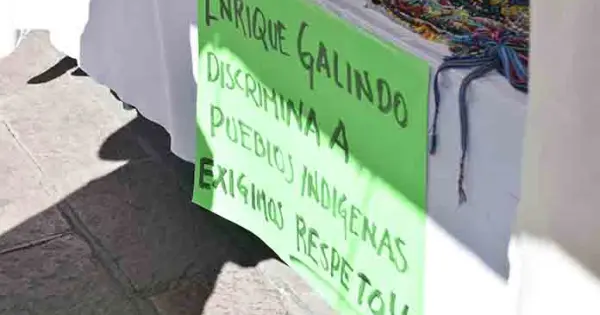 ENRIQUE GALINDO
DISCRIMINA A
PUEBLOS INDIGENAS
EXIGIMOS RESPETO